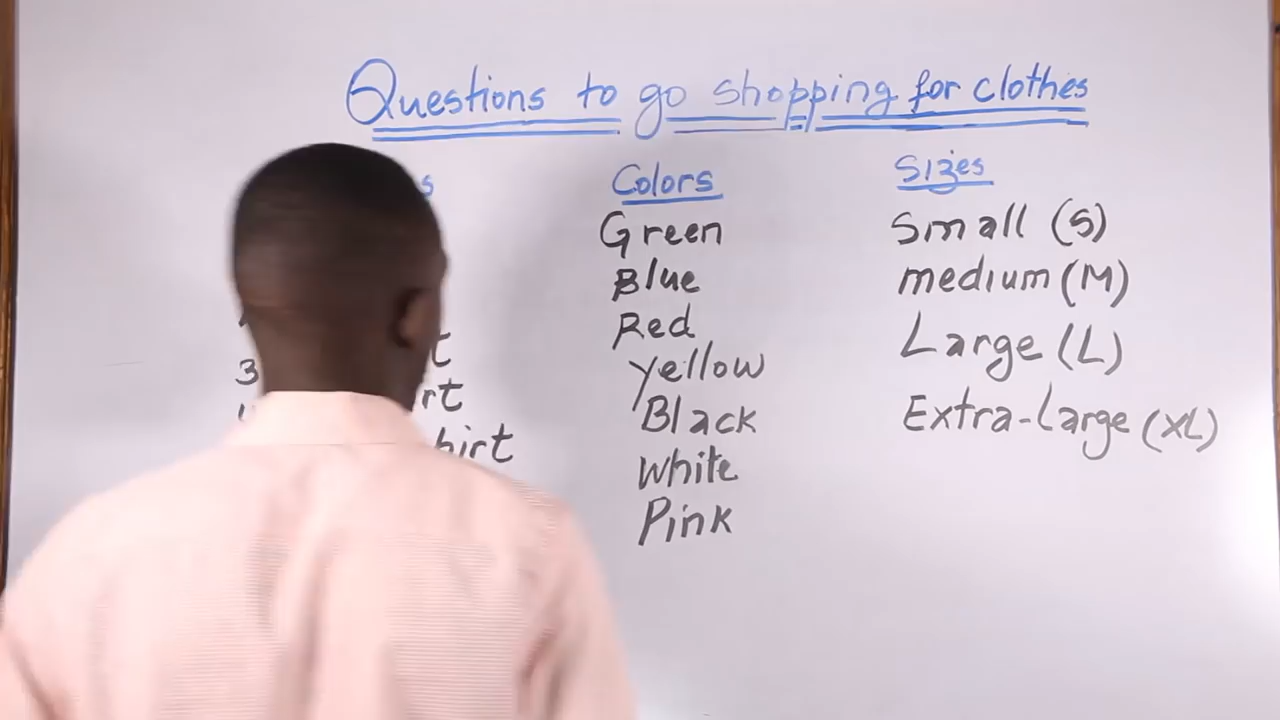 Questions to go shopping for clothes
Colors
Green
Blue
Red
Yellow
Black
White
Pink
Sizes
Small (S)
medium (M)
Large (L)
Extra-large (XL)
3